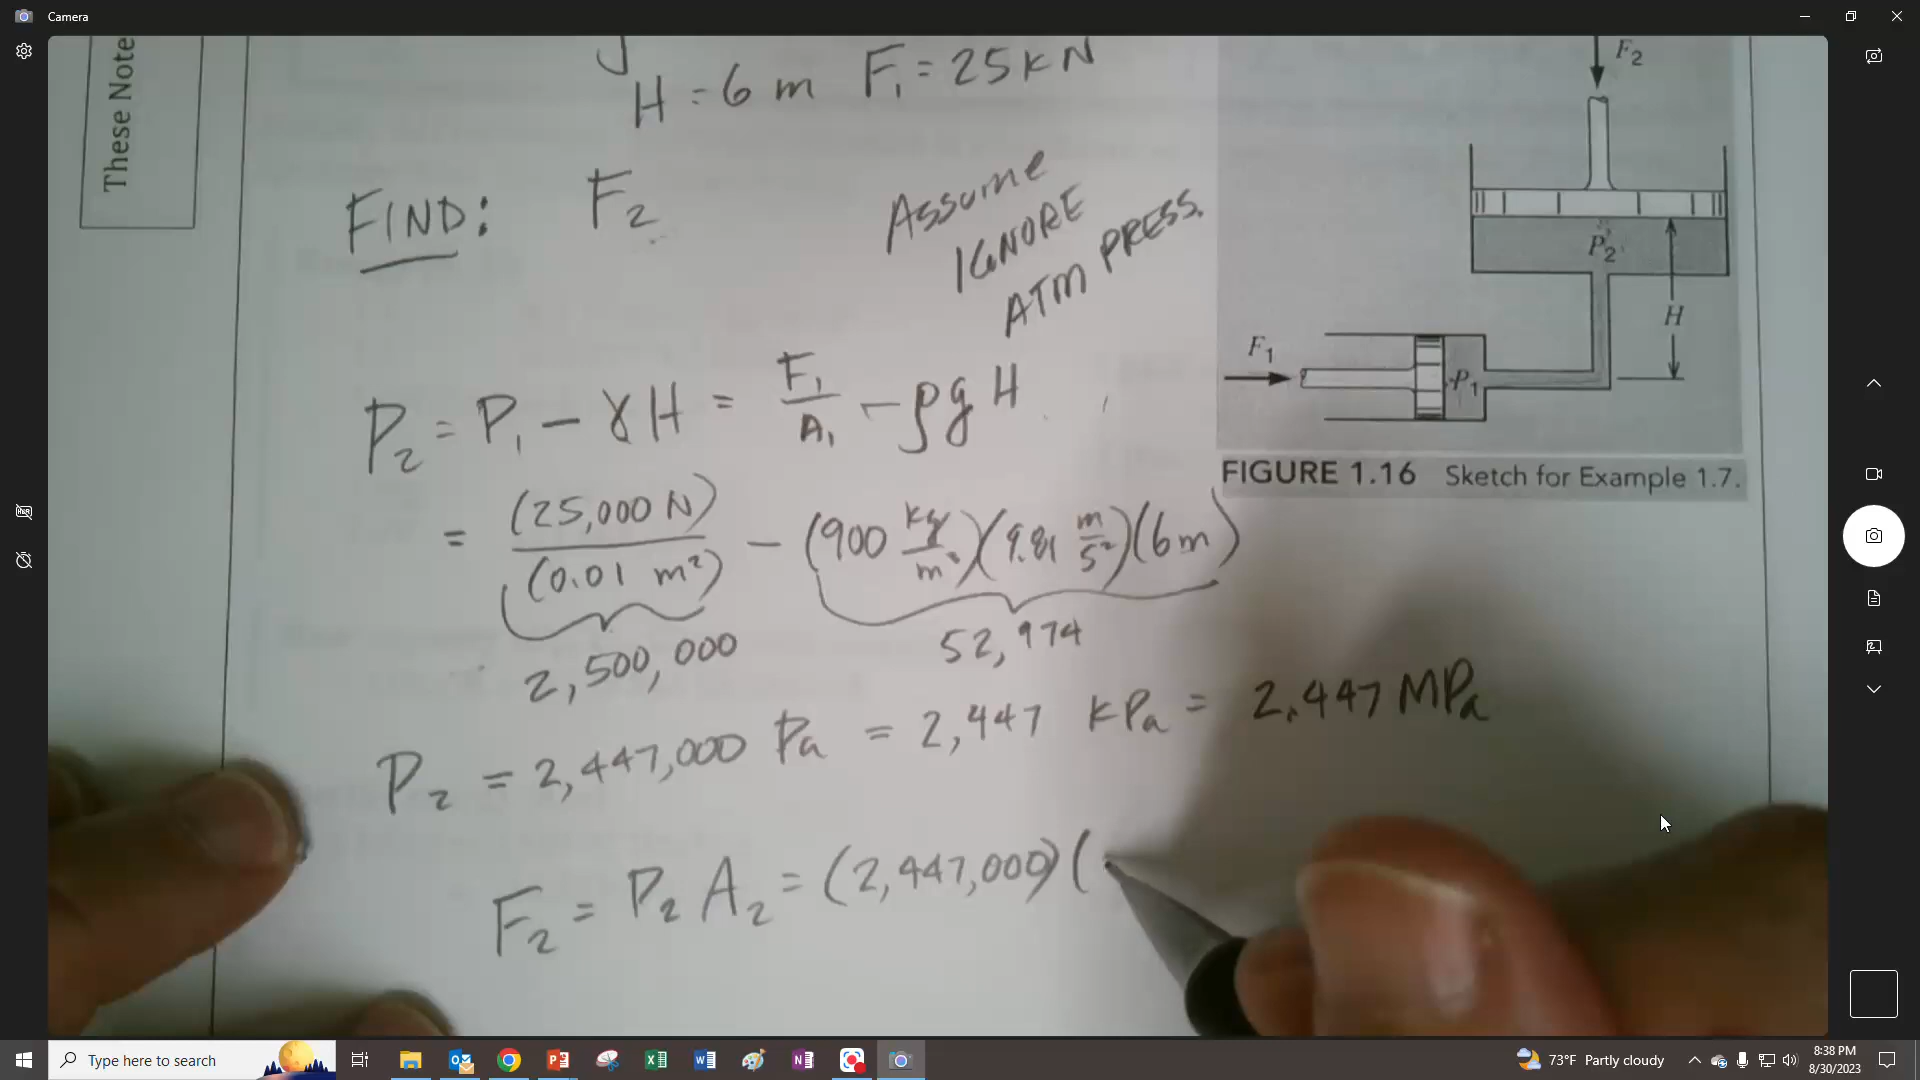 Camera
These Note
H = 6 m F₁ = 25 kN
F₂
FIND: F₂
Assume
IGNORE
ATM PRESS.
P₂
H
F₁
P₁
P₂ = P₁ - γH = F₁/A₁ - ρgH
FIGURE 1.16 Sketch for Example 1.7.
= (25,000 N)/(0.01 m²) - (900 kg/m³)(9.81 m/s²)(6m)
2,500,000 52,974
P₂ = 2,447,000 Pa = 2,447 kPa = 2.447 MPa
F₂ = P₂ A₂ = (2,447,000)(
Type here to search
73°F Partly cloudy
8:38 PM
8/30/2023